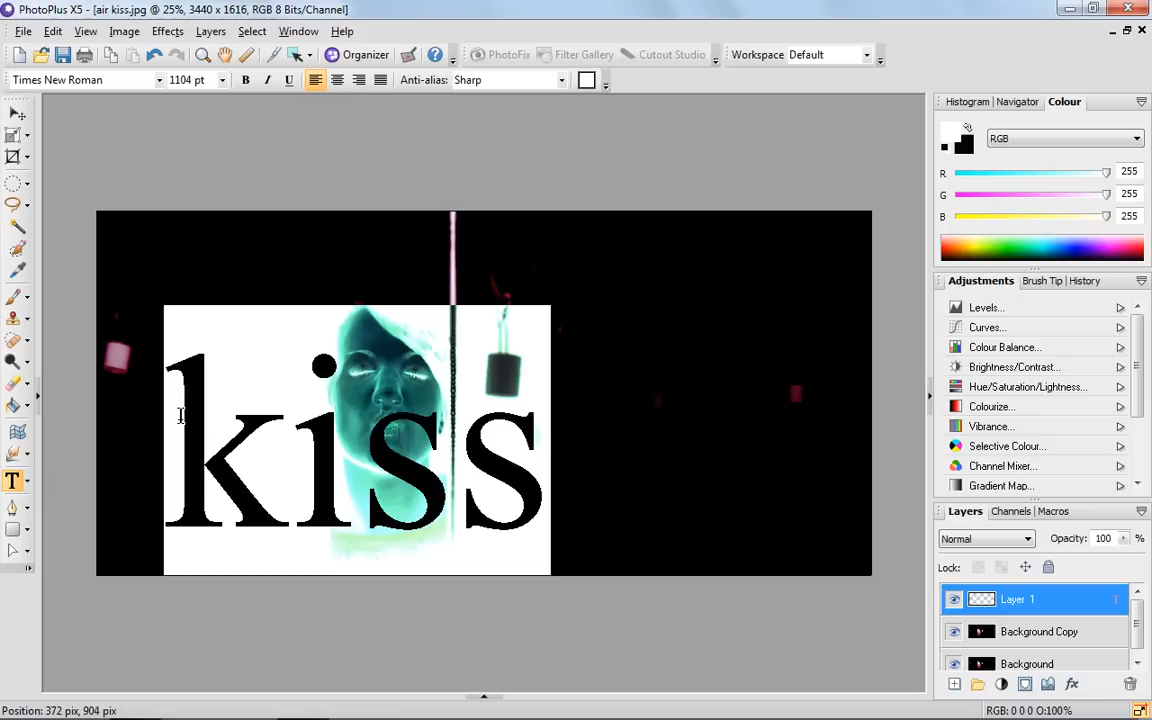 PhotoPlus X5 - [air kiss.jpg @ 25%, 3440 x 1616, RGB 8 Bits/Channel]
File Edit View Image Effects Layers Select Window Help
Organizer PhotoFix Filter Gallery Cutout Studio Workspace Default
Times New Roman 1104 pt B I U Anti-alias: Sharp
Histogram Navigator Colour
RGB
R 255
G 255
B 255
Adjustments Brush Tip History
Levels...
Curves...
Colour Balance...
Brightness/Contrast...
Hue/Saturation/Lightness...
Colourize...
Vibrance...
Selective Colour...
Channel Mixer...
Gradient Map...
kiss
T
Layers Channels Macros
Normal Opacity: 100 %
Lock:
Layer 1
Background Copy
Background
fx
Position: 372 pix, 904 pix
RGB: 0 0 0 O:100%